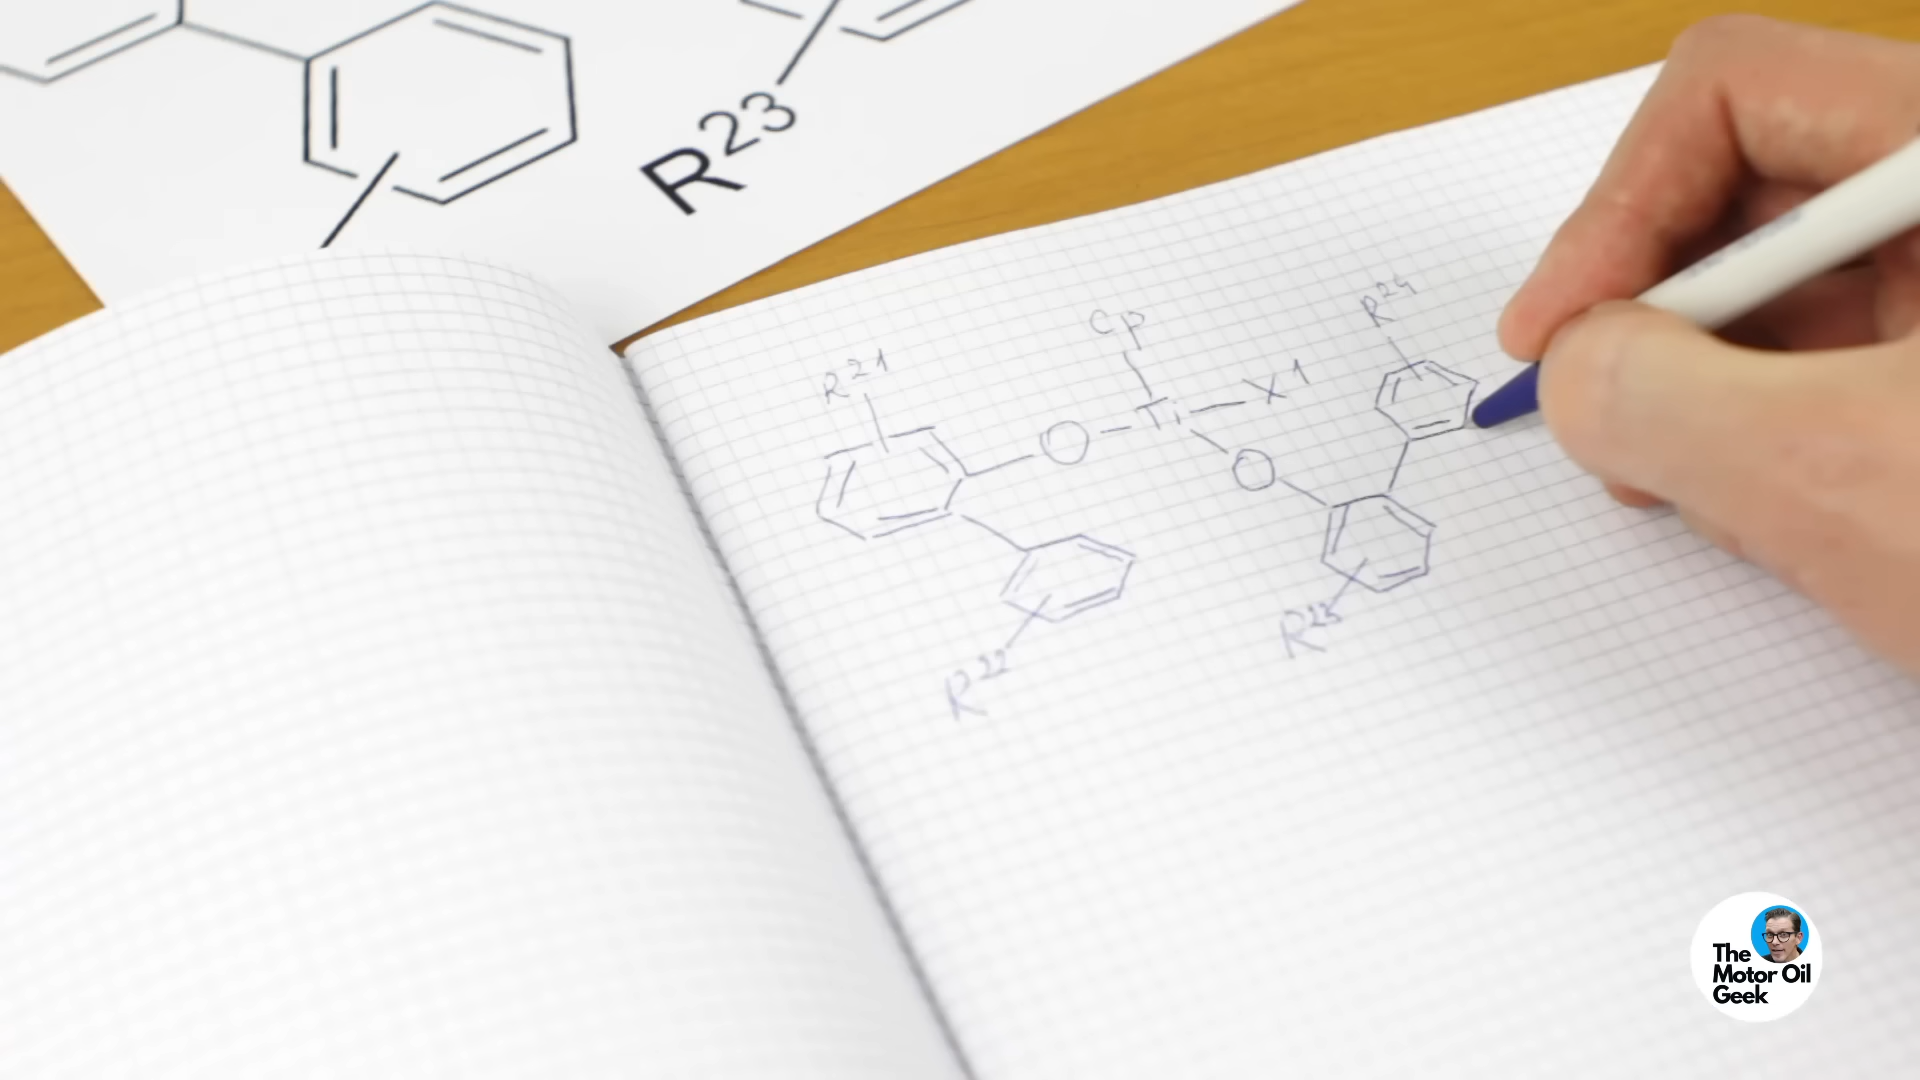 R23
Cp
R24
R21
Ti
X1
O
O
R22
R23
The
Motor Oil
Geek